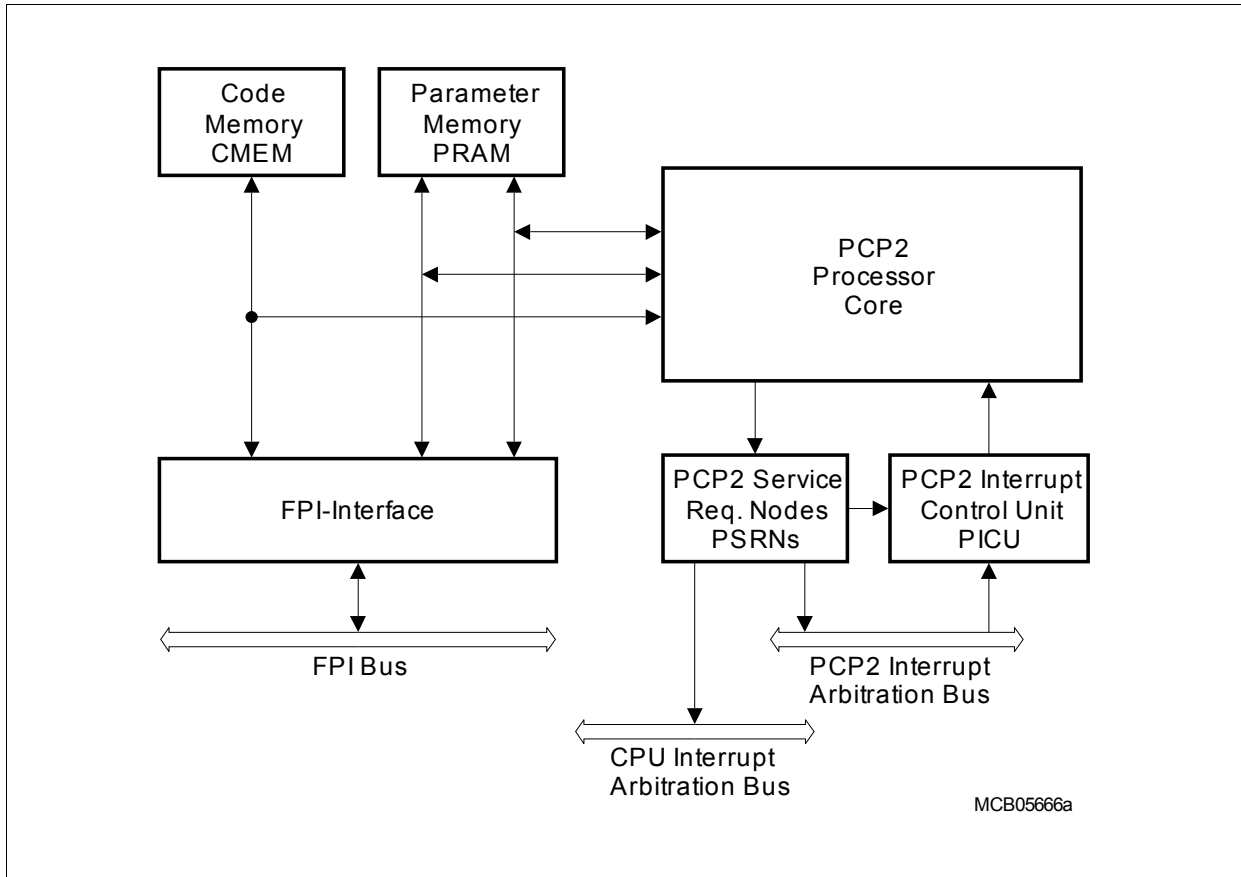 Code
Memory
CMEM
Parameter
Memory
PRAM
PCP2
Processor
Core
FPI-Interface
PCP2 Service
Req. Nodes
PSRNs
PCP2 Interrupt
Control Unit
PICU
FPI Bus
PCP2 Interrupt
Arbitration Bus
CPU Interrupt
Arbitration Bus
MCB05666a